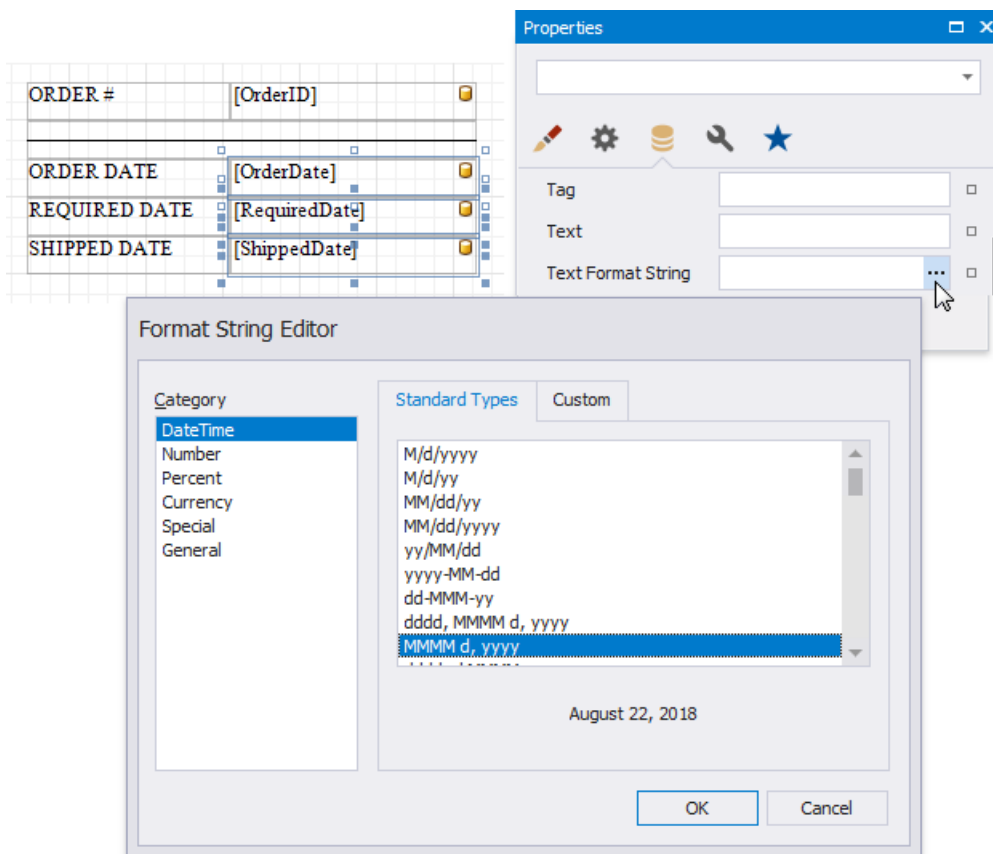 Properties
ORDER # [OrderID]
ORDER DATE [OrderDate]
REQUIRED DATE [RequiredDate]
SHIPPED DATE [ShippedDate]
Tag
Text
Text Format String
Format String Editor
Category
DateTime
Number
Percent
Currency
Special
General
Standard Types Custom
M/d/yyyy
M/d/yy
MM/dd/yy
MM/dd/yyyy
yy/MM/dd
yyyy-MM-dd
dd-MMM-yy
dddd, MMMM d, yyyy
MMMM d, yyyy
August 22, 2018
OK Cancel